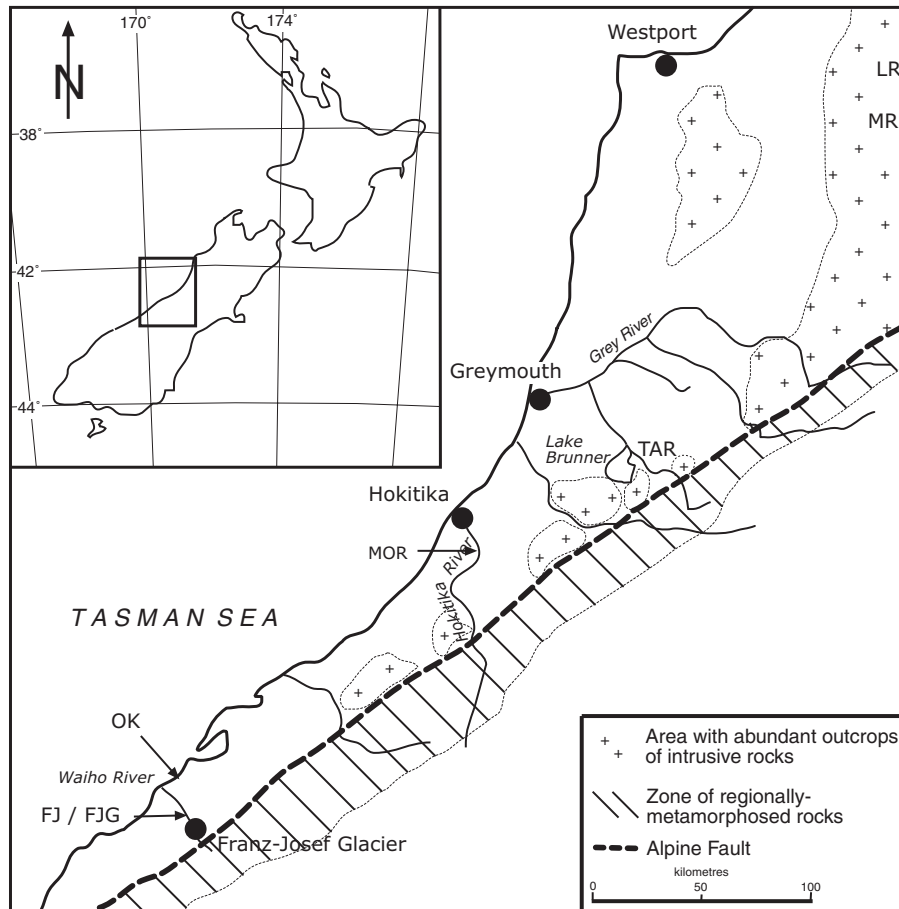 170°
174°
N
38°
42°
44°
Westport
LR
MR
Grey River
Greymouth
Lake
Brunner
TAR
Hokitika
MOR
Hokitika River
TASMAN SEA
OK
Waiho River
FJ / FJG
Franz-Josef Glacier
Area with abundant outcrops
of intrusive rocks
Zone of regionally-
metamorphosed rocks
Alpine Fault
kilometres
0 50 100